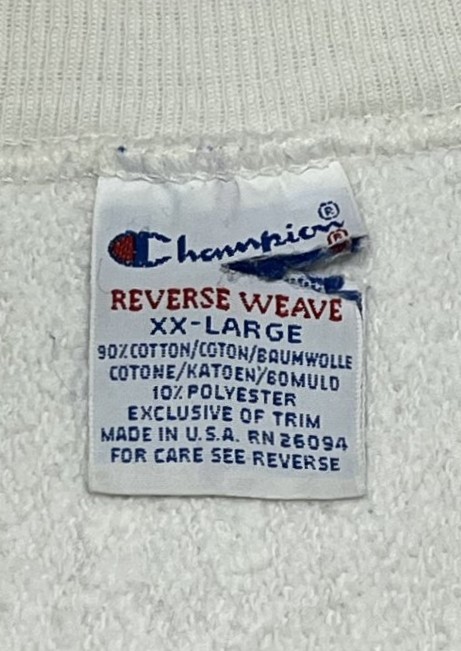 Champion®
®
REVERSE WEAVE
XX-LARGE
90% COTTON/COTON/BAUMWOLLE
COTONE/KATOEN/BOMULD
10% POLYESTER
EXCLUSIVE OF TRIM
MADE IN U.S.A. RN 26094
FOR CARE SEE REVERSE